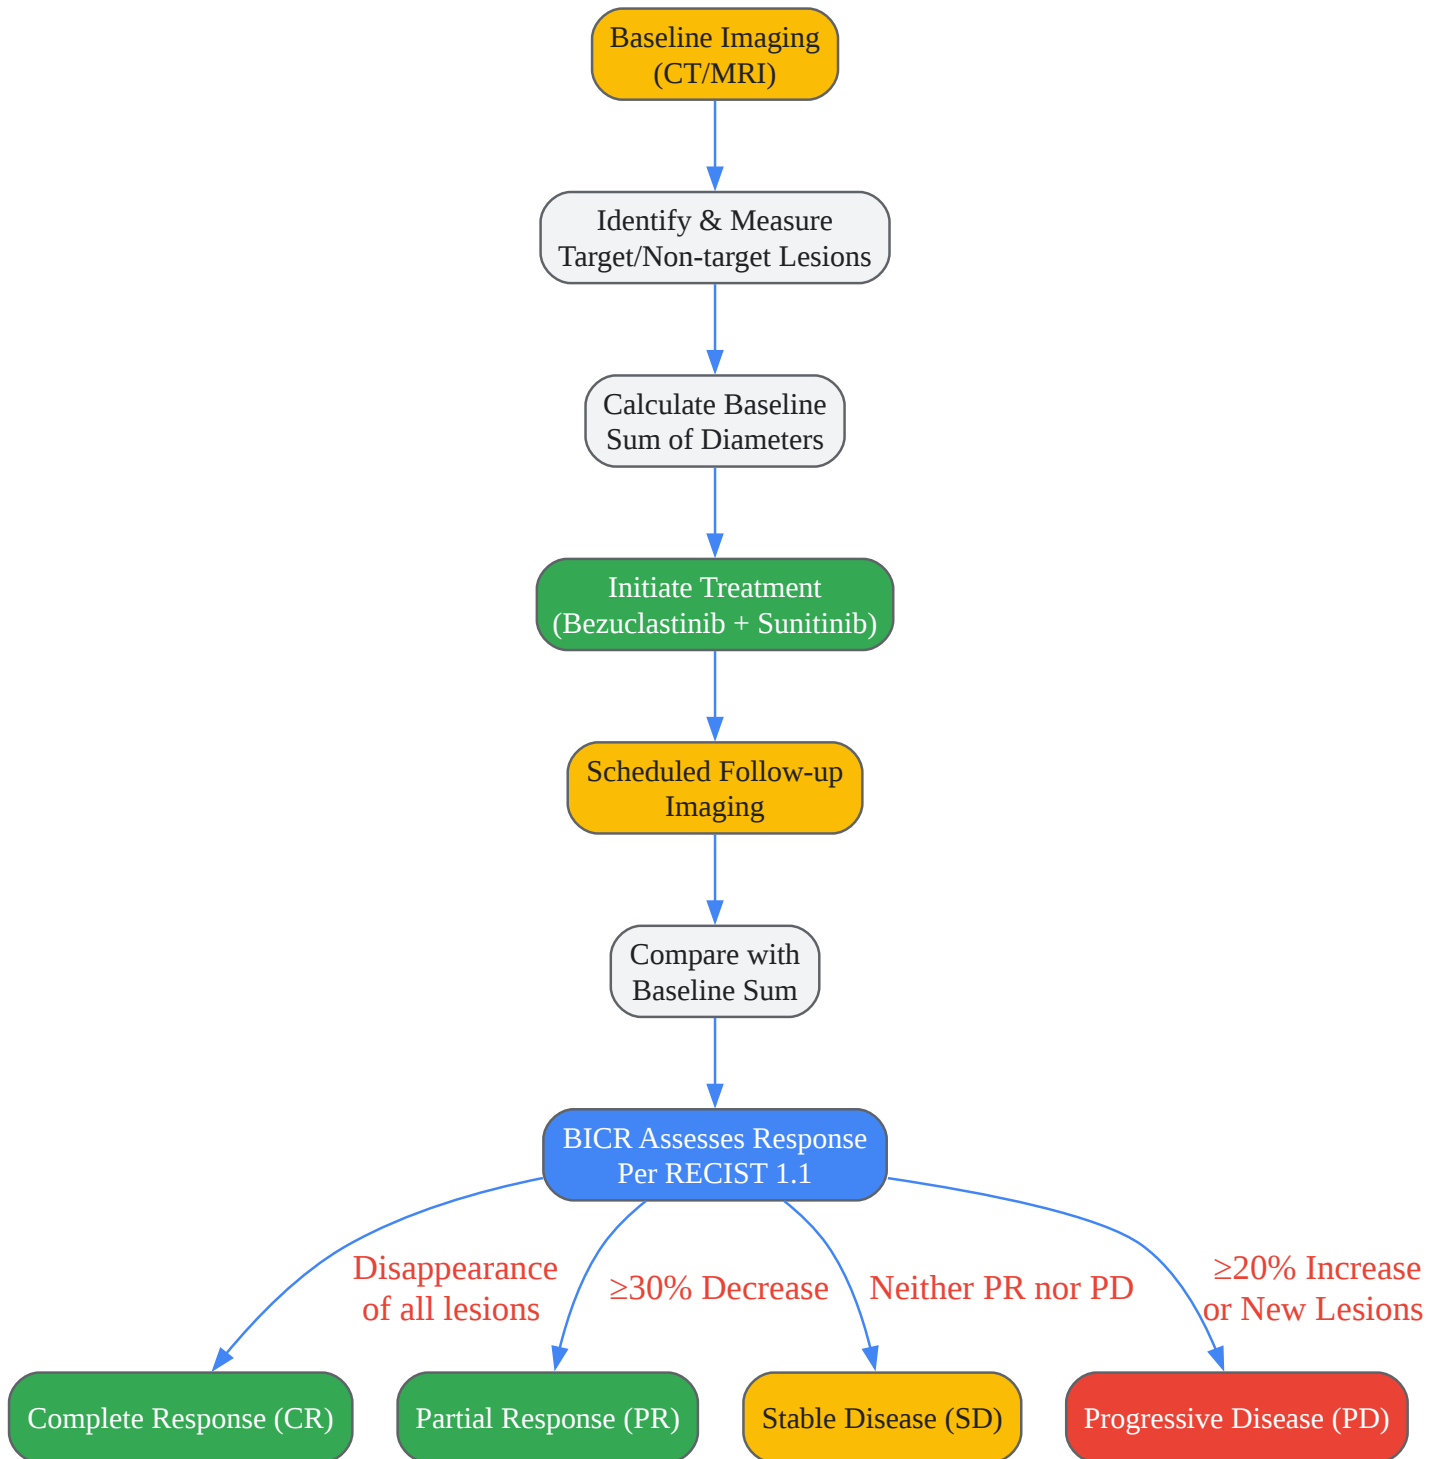 Baseline Imaging
(CT/MRI)
Identify & Measure
Target/Non-target Lesions
Calculate Baseline
Sum of Diameters
Initiate Treatment
(Bezuclastinib + Sunitinib)
Scheduled Follow-up
Imaging
Compare with
Baseline Sum
BICR Assesses Response
Per RECIST 1.1
Disappearance
of all lesions
≥30% Decrease
Neither PR nor PD
≥20% Increase
or New Lesions
Complete Response (CR)
Partial Response (PR)
Stable Disease (SD)
Progressive Disease (PD)